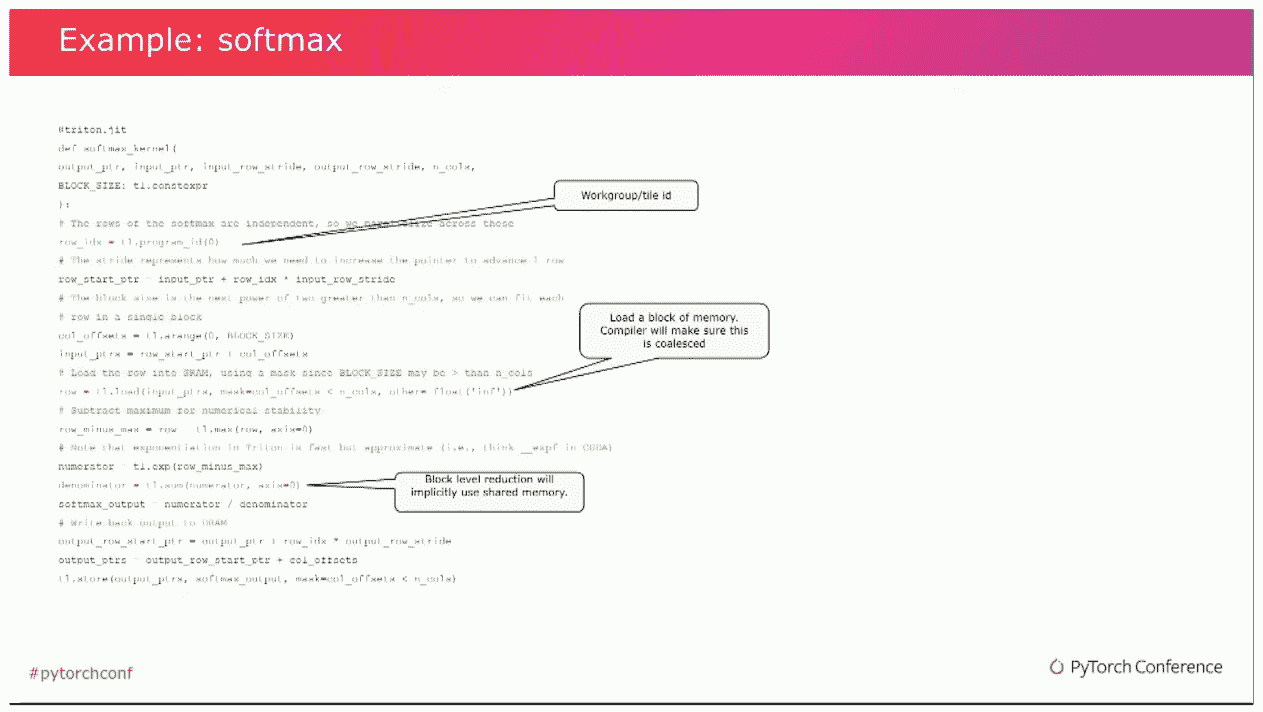 Example: softmax
@triton.jit
def softmax_kernel(
output_ptr, input_ptr, input_row_stride, output_row_stride, n_cols,
BLOCK_SIZE: tl.constexpr
):
Workgroup/tile id
# The rows of the softmax are independent, so we parallelize across those
row_idx = tl.program_id(0)
# The stride represents how much we need to increase the pointer to advance 1 row
row_start_ptr = input_ptr + row_idx * input_row_stride
# The block size is the next power of two greater than n_cols, so we can fit each
# row in a single block
Load a block of memory.
Compiler will make sure this
is coalesced
col_offsets = tl.arange(0, BLOCK_SIZE)
input_ptrs = row_start_ptr + col_offsets
# Load the row into SRAM, using a mask since BLOCK_SIZE may be > than n_cols
row = tl.load(input_ptrs, mask=col_offsets < n_cols, other=-float('inf'))
# Subtract maximum for numerical stability
row_minus_max = row - tl.max(row, axis=0)
# Note that exponentiation in Triton is fast but approximate (i.e., think __expf in CUDA)
numerator = tl.exp(row_minus_max)
denominator = tl.sum(numerator, axis=0)
Block level reduction will
implicitly use shared memory.
softmax_output = numerator / denominator
# Write back output to DRAM
output_row_start_ptr = output_ptr + row_idx * output_row_stride
output_ptrs = output_row_start_ptr + col_offsets
tl.store(output_ptrs, softmax_output, mask=col_offsets < n_cols)
#pytorchconf
PyTorch Conference